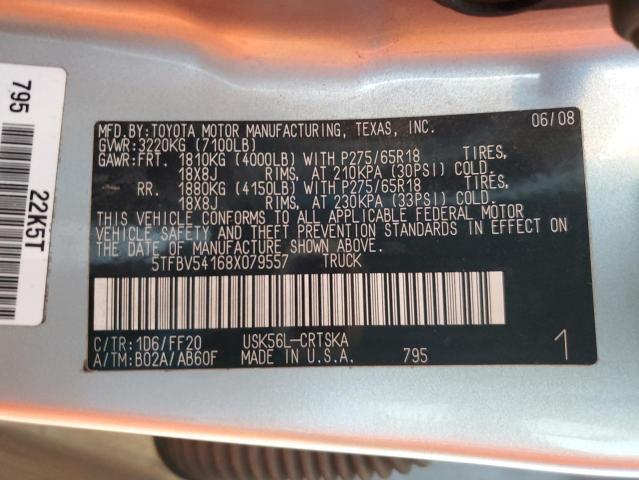 MFD.BY:TOYOTA MOTOR MANUFACTURING, TEXAS, INC. 06/08
GVWR:3220KG (7100LB)
GAWR:FRT. 1810KG (4000LB) WITH P275/65R18 TIRES,
18X8J RIMS, AT 210KPA (30PSI) COLD.
RR. 1880KG (4150LB) WITH P275/65R18 TIRES,
18X8J RIMS, AT 230KPA (33PSI) COLD.
THIS VEHICLE CONFORMS TO ALL APPLICABLE FEDERAL MOTOR
VEHICLE SAFETY AND THEFT PREVENTION STANDARDS IN EFFECT ON
THE DATE OF MANUFACTURE SHOWN ABOVE.
5TFBV54168X079557 TRUCK
C/TR:1D6/FF20 USK56L-CRTSKA
A/TM:B02A/AB60F MADE IN U.S.A. 795 1
795
22K5T